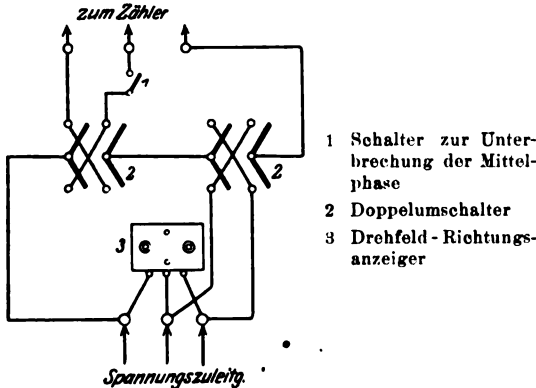 zum Zähler
1
2
2
3
Spannungszuleitg.
1 Schalter zur Unter-
brechung der Mittel-
phase
2 Doppelumschalter
3 Drehfeld-Richtungs-
anzeiger